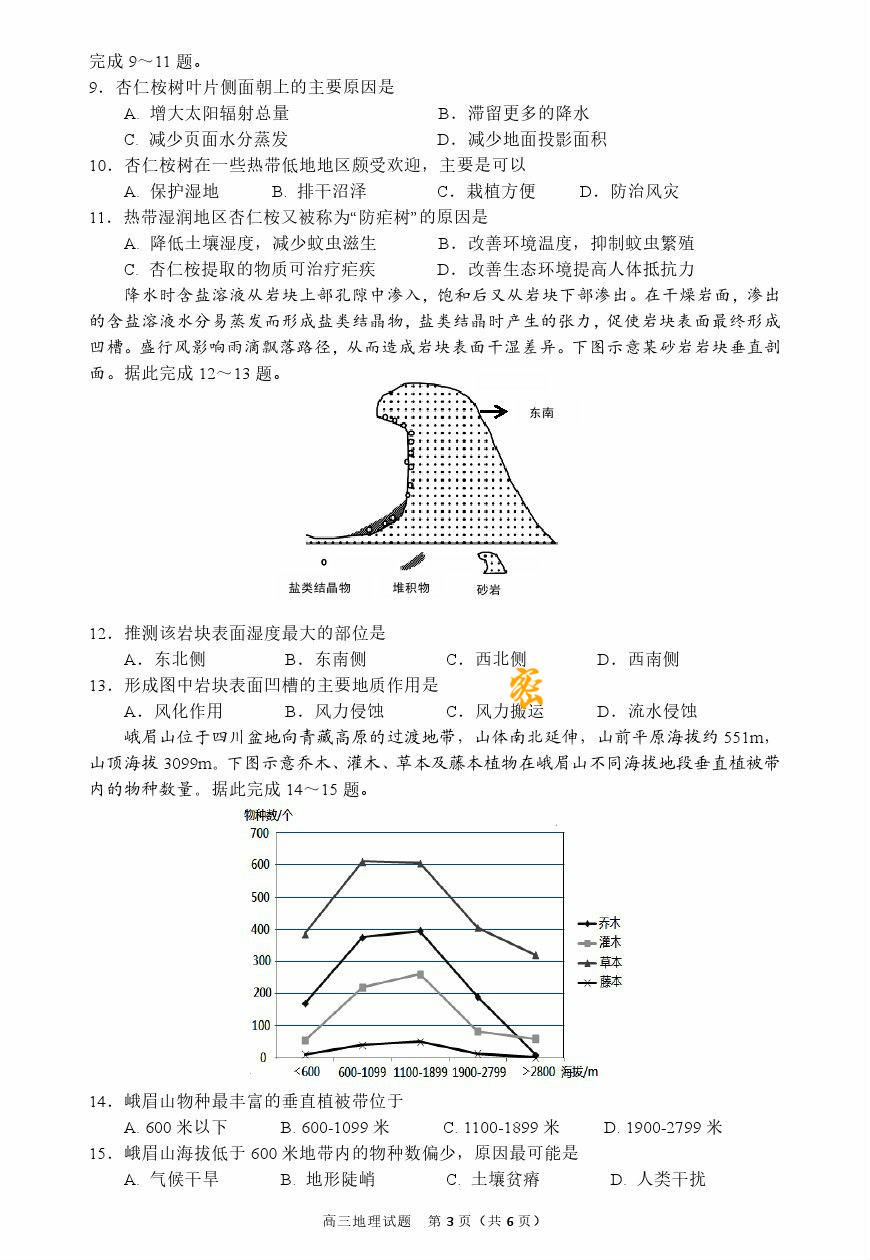 完成 9～11 题。
9．杏仁桉树叶片侧面朝上的主要原因是
A. 增大太阳辐射总量 B．滞留更多的降水
C. 减少页面水分蒸发 D．减少地面投影面积
10．杏仁桉树在一些热带低地地区颇受欢迎，主要是可以
A. 保护湿地 B. 排干沼泽 C．栽植方便 D．防治风灾
11．热带湿润地区杏仁桉又被称为“防疟树”的原因是
A. 降低土壤湿度，减少蚊虫滋生 B．改善环境温度，抑制蚊虫繁殖
C. 杏仁桉提取的物质可治疗疟疾 D．改善生态环境提高人体抵抗力
降水时含盐溶液从岩块上部孔隙中渗入，饱和后又从岩块下部渗出。在干燥岩面，渗出
的含盐溶液水分易蒸发而形成盐类结晶物，盐类结晶时产生的张力，促使岩块表面最终形成
凹槽。盛行风影响雨滴飘落路径，从而造成岩块表面干湿差异。下图示意某砂岩岩块垂直剖
面。据此完成 12～13 题。
东南
盐类结晶物 堆积物 砂岩
12．推测该岩块表面湿度最大的部位是
A．东北侧 B．东南侧 C．西北侧 D．西南侧
13．形成图中岩块表面凹槽的主要地质作用是
密
A．风化作用 B．风力侵蚀 C．风力搬运 D．流水侵蚀
峨眉山位于四川盆地向青藏高原的过渡地带，山体南北延伸，山前平原海拔约 551m，
山顶海拔 3099m。下图示意乔木、灌木、草本及藤本植物在峨眉山不同海拔地段垂直植被带
内的物种数量。据此完成 14～15 题。
物种数/个
700
600
500
400
300
200
100
0
乔木
灌木
草本
藤本
<600 600-1099 1100-1899 1900-2799 >2800 海拔/m
14．峨眉山物种最丰富的垂直植被带位于
A. 600 米以下 B. 600-1099 米 C. 1100-1899 米 D. 1900-2799 米
15．峨眉山海拔低于 600 米地带内的物种数偏少，原因最可能是
A. 气候干旱 B. 地形陡峭 C. 土壤贫瘠 D. 人类干扰
高三地理试题 第 3 页（共 6 页）